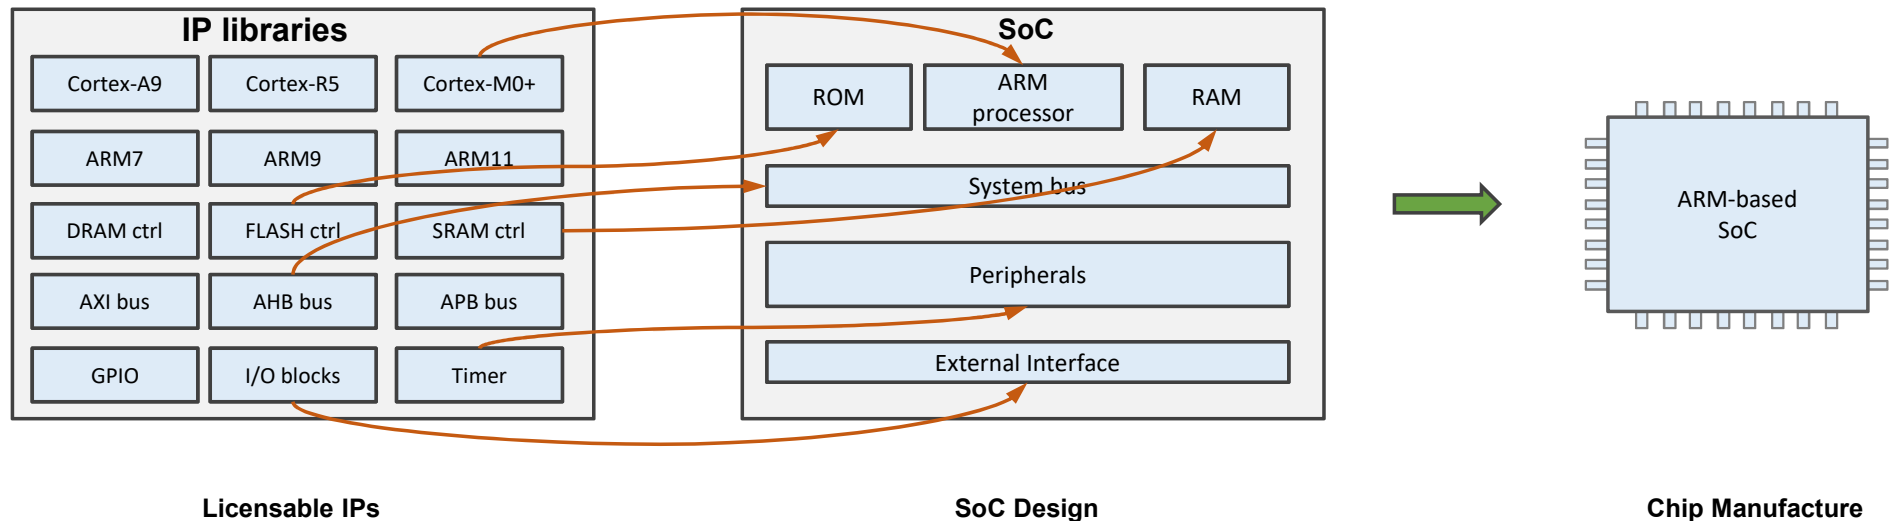 IP libraries
Cortex-A9
Cortex-R5
Cortex-M0+
ARM7
ARM9
ARM11
DRAM ctrl
FLASH ctrl
SRAM ctrl
AXI bus
AHB bus
APB bus
GPIO
I/O blocks
Timer
Licensable IPs
SoC
ROM
ARM
processor
RAM
System bus
Peripherals
External Interface
SoC Design
ARM-based
SoC
Chip Manufacture